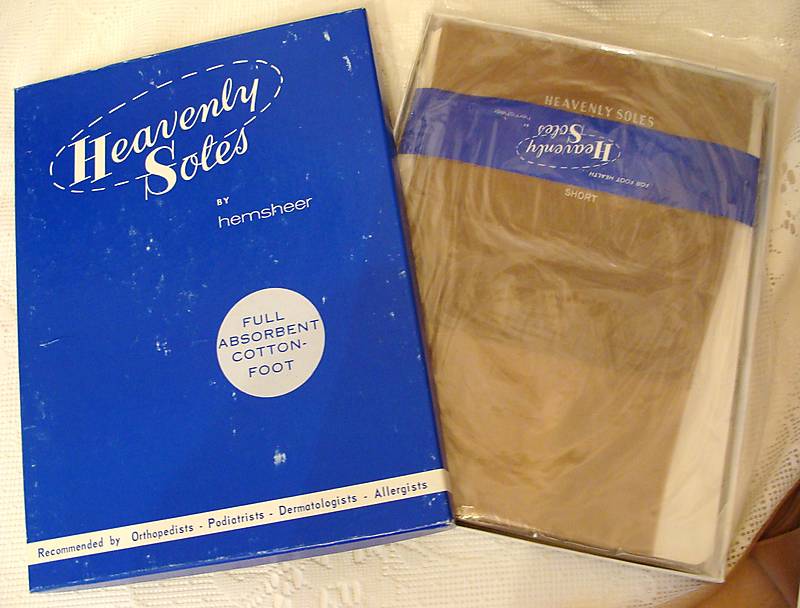 Heavenly
Soles
BY
hemsheer
FULL
ABSORBENT
COTTON-
FOOT
Recommended by Orthopedists - Podiatrists - Dermatologists - Allergists
HEAVENLY SOLES
hemsheer
Heavenly
Soles
FOR FOOT HEALTH
SHORT